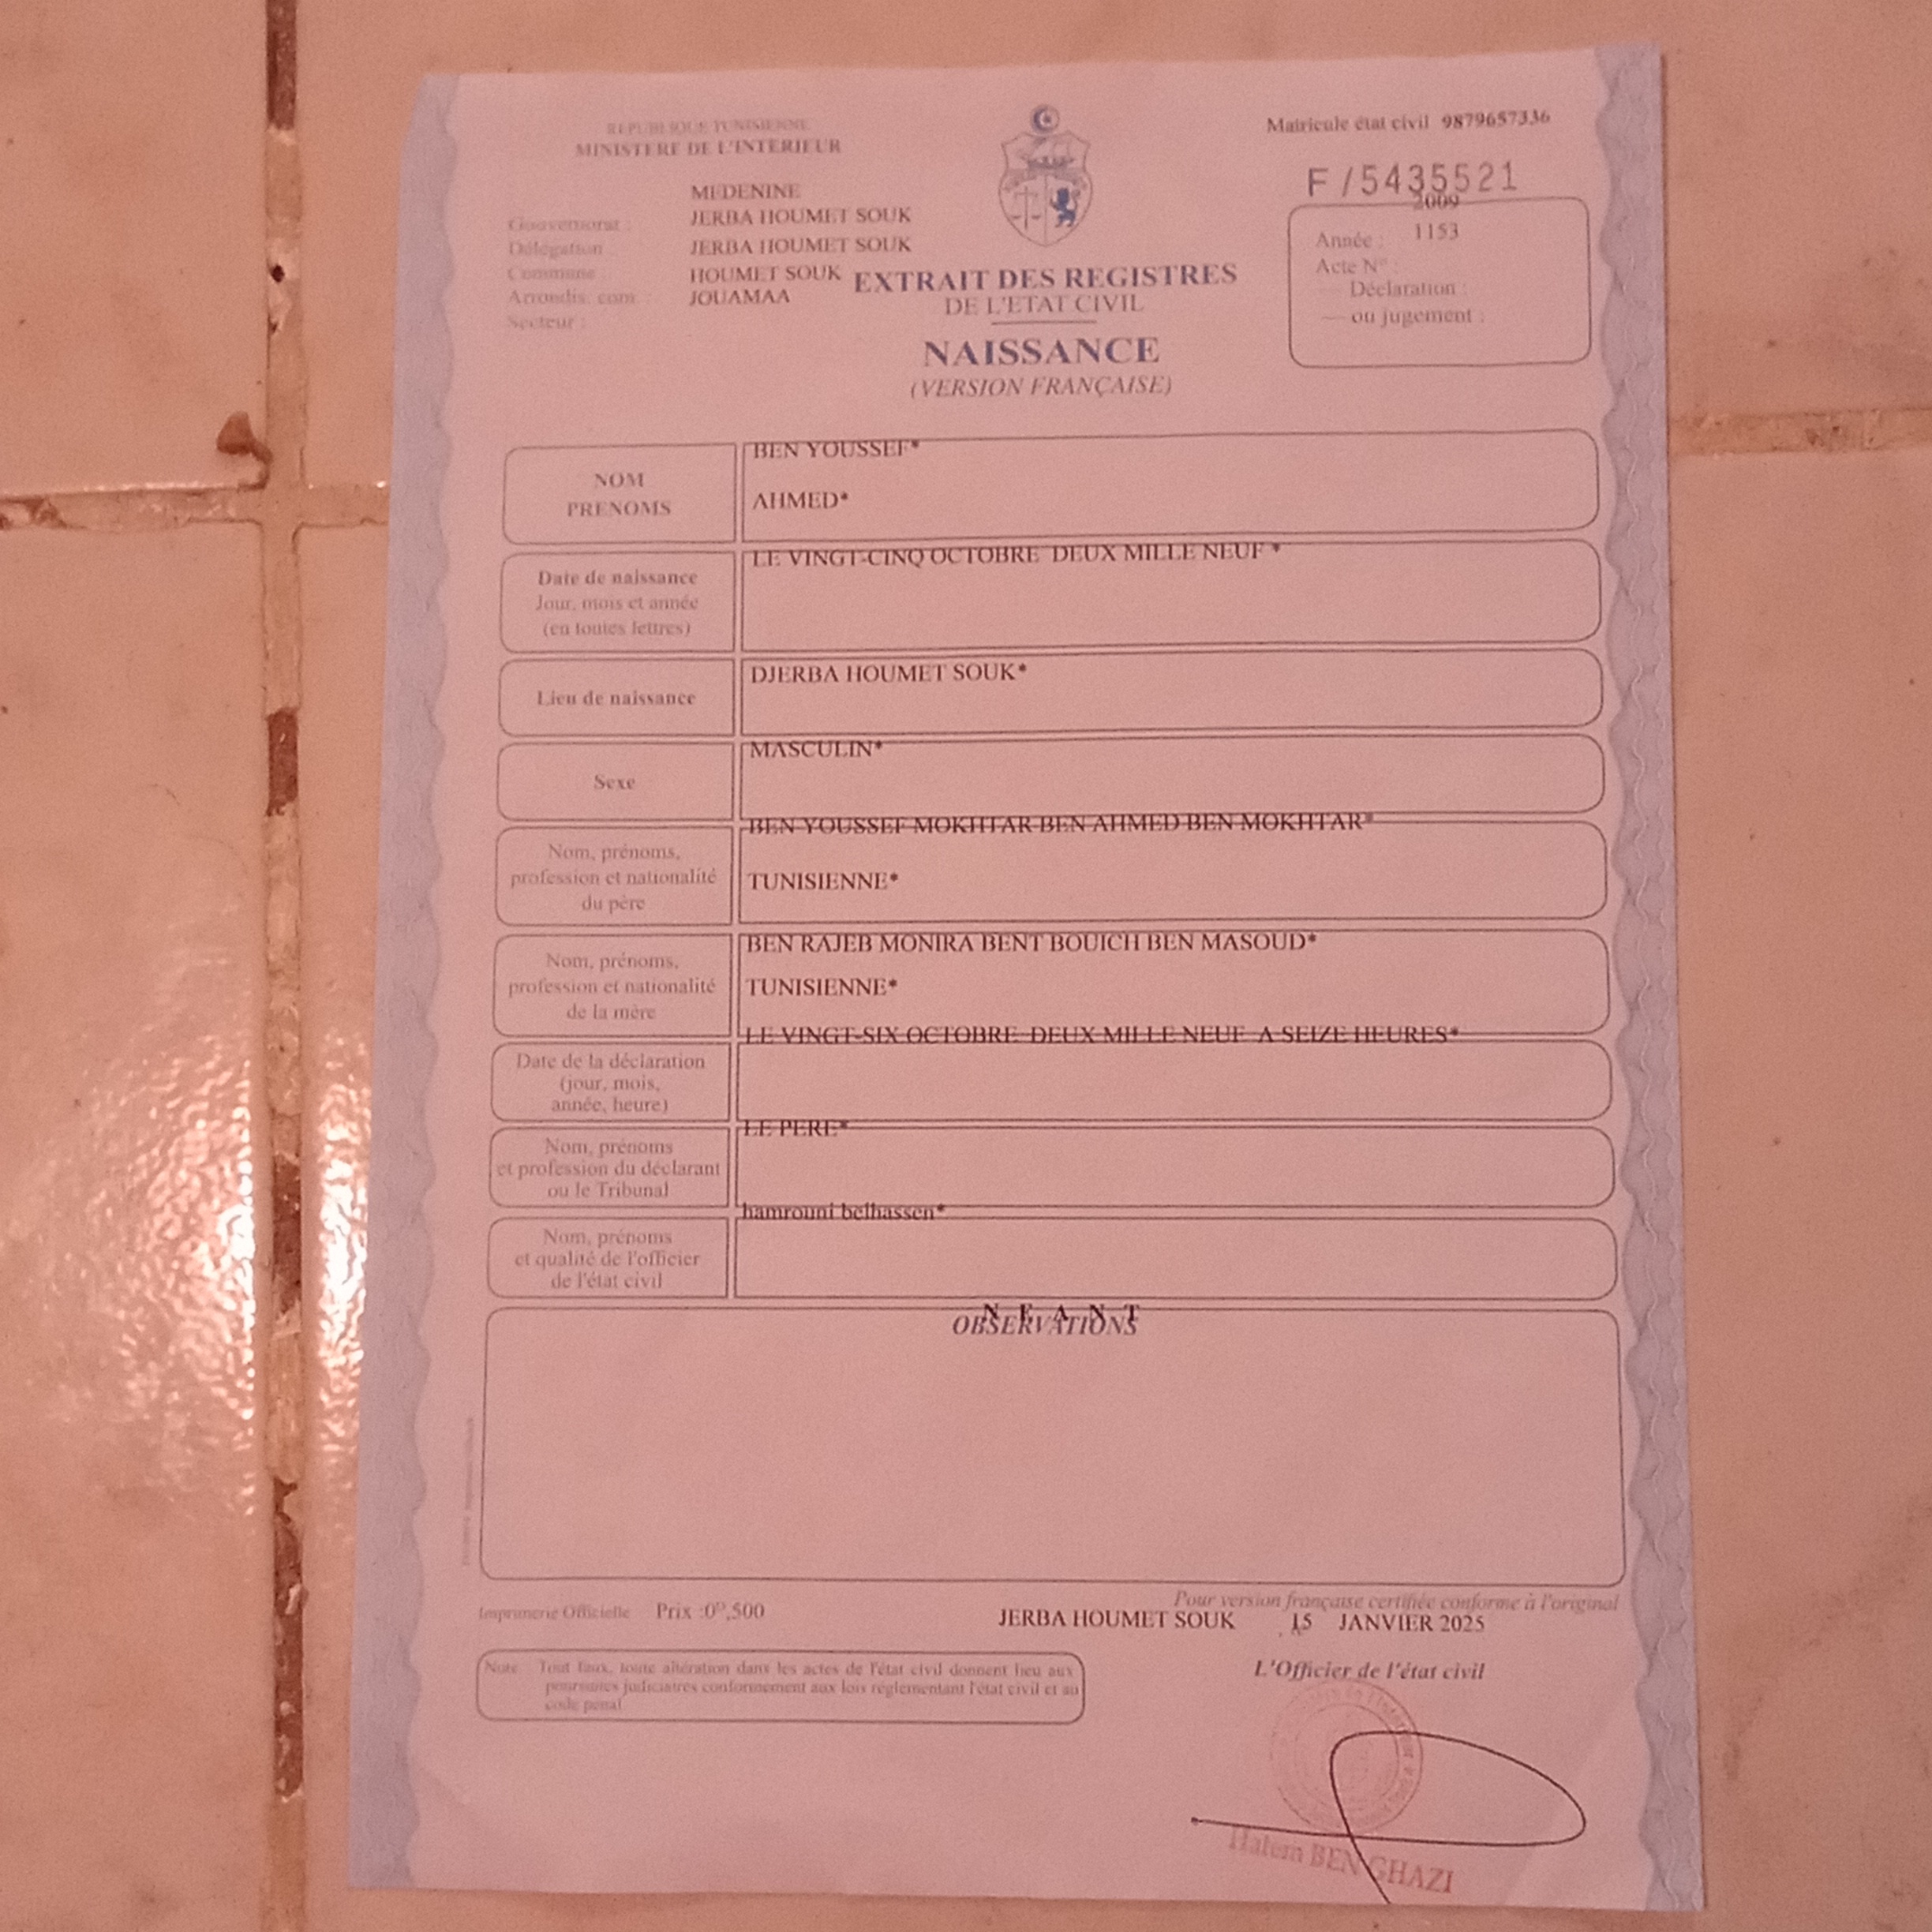 REPUBLIQUE TUNISIENNE
MINISTERE DE L'INTERIEUR
Matricule état civil 9879657336
F/5435521
MEDENINE
Gouvernorat :
JERBA HOUMET SOUK
Délégation :
JERBA HOUMET SOUK
Commune :
HOUMET SOUK
Arrondis. com. :
JOUAMAA
Secteur :
2009
Année :
1153
Acte N° :
Déclaration :
ou jugement :
EXTRAIT DES REGISTRES
DE L'ETAT CIVIL
NAISSANCE
(VERSION FRANÇAISE)
NOM
PRENOMS
BEN YOUSSEF*
AHMED*
Date de naissance
Jour, mois et année
(en toutes lettres)
LE VINGT-CINQ OCTOBRE DEUX MILLE NEUF *
Lieu de naissance
DJERBA HOUMET SOUK*
Sexe
MASCULIN*
Nom, prénoms,
profession et nationalité
du père
BEN YOUSSEF MOKHTAR BEN AHMED BEN MOKHTAR*
TUNISIENNE*
Nom, prénoms,
profession et nationalité
de la mère
BEN RAJEB MONIRA BENT BOUICH BEN MASOUD*
TUNISIENNE*
Date de la déclaration
(jour, mois,
année, heure)
LE VINGT-SIX OCTOBRE DEUX MILLE NEUF A SEIZE HEURES*
Nom, prénoms
et profession du déclarant
ou le Tribunal
LE PERE*
Nom, prénoms
et qualité de l'officier
de l'état civil
hamrouni belhassen*
N E A N T
OBSERVATIONS
Imprimerie Officielle Prix :0ᴰ,500
Pour version française certifiée conforme à l'original
JERBA HOUMET SOUK 15 JANVIER 2025
Note : Tout faux, toute altération dans les actes de l'état civil donnent lieu aux
poursuites judiciaires conformement aux lois réglementant l'état civil et au
code penal.
L'Officier de l'état civil
Hatem BEN GHAZI